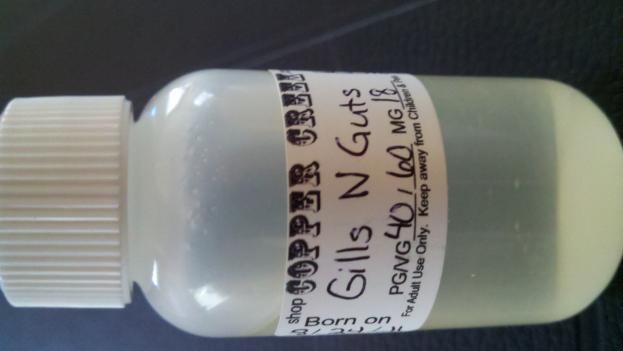 shop COPPER CREEK
Gills N Guts
PG/VG 40 / 60 MG 18
For Adult Use Only. Keep away from Children &
Born on